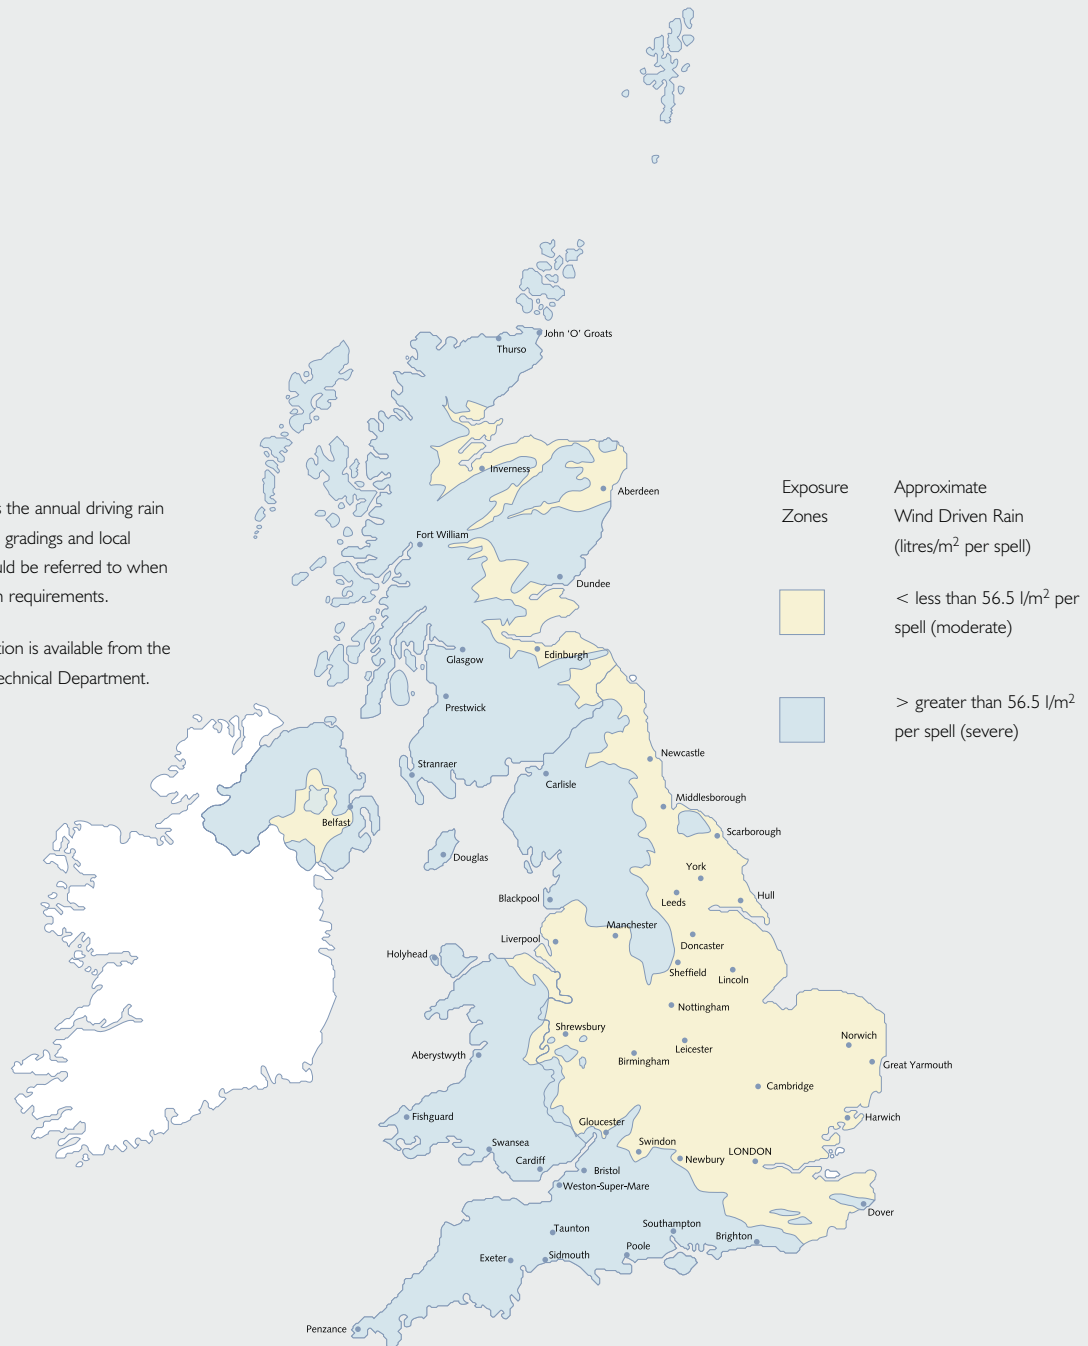 s the annual driving rain
gradings and local
uld be referred to when
n requirements.
tion is available from the
echnical Department.
Exposure
Zones
Approximate
Wind Driven Rain
(litres/m² per spell)
< less than 56.5 l/m² per
spell (moderate)
> greater than 56.5 l/m²
per spell (severe)
John ‘O’ Groats
Thurso
Inverness
Aberdeen
Fort William
Dundee
Glasgow
Edinburgh
Prestwick
Newcastle
Stranraer
Carlisle
Middlesborough
Belfast
Scarborough
Douglas
York
Blackpool
Leeds
Hull
Manchester
Liverpool
Doncaster
Holyhead
Sheffield
Lincoln
Nottingham
Shrewsbury
Norwich
Aberystwyth
Birmingham
Leicester
Great Yarmouth
Cambridge
Fishguard
Gloucester
Harwich
Swansea
Swindon
LONDON
Cardiff
Newbury
Bristol
Weston-Super-Mare
Dover
Taunton
Southampton
Brighton
Exeter
Sidmouth
Poole
Penzance